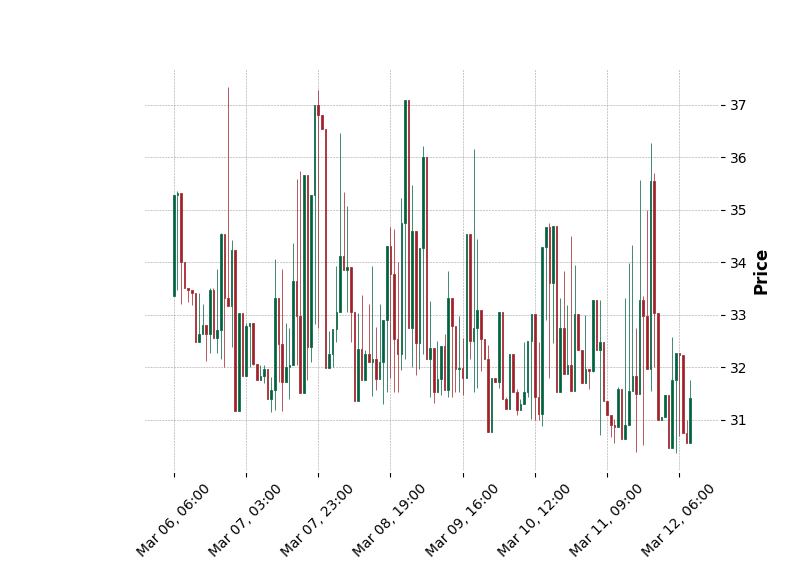 37
36
35
34
33
32
31
Price
Mar 06, 06:00
Mar 07, 03:00
Mar 07, 23:00
Mar 08, 19:00
Mar 09, 16:00
Mar 10, 12:00
Mar 11, 09:00
Mar 12, 06:00